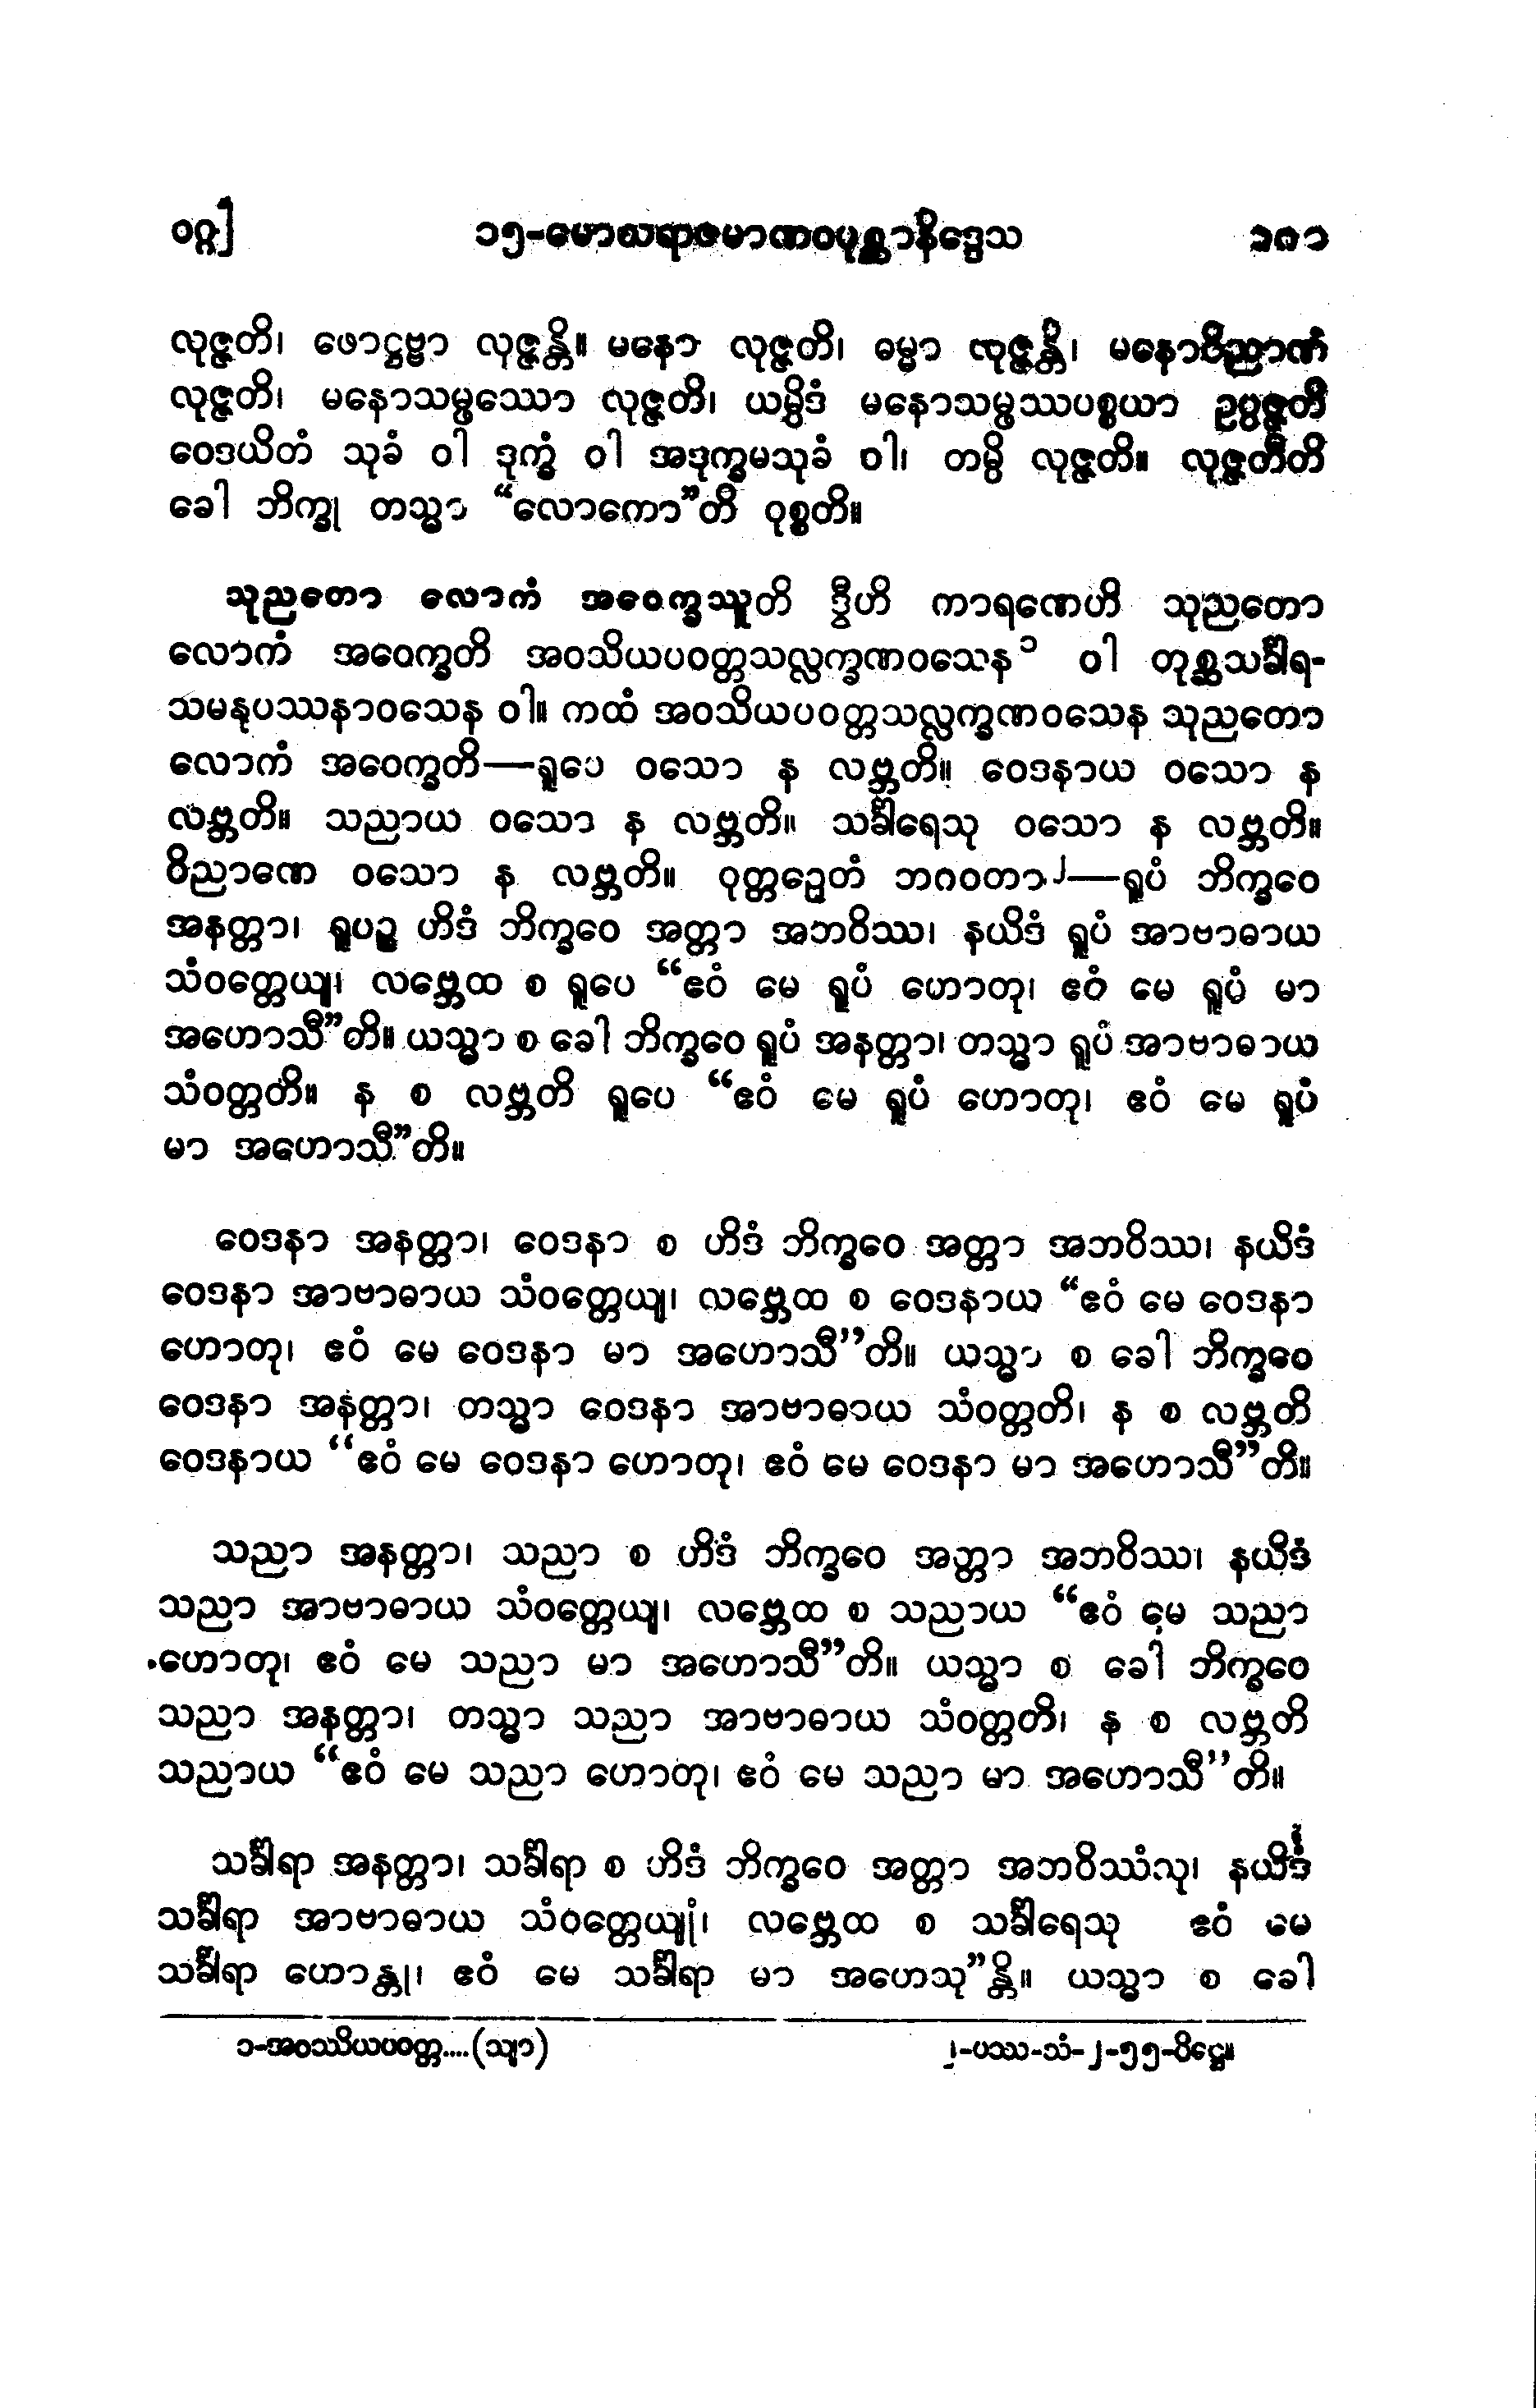 ဝဂ္ဂ] ၁၅-မောဃရာဇမာဏဝပုစ္ဆာနိဒ္ဒေသ ၁၈၁
လုဇ္ဇတိ၊ ဖောဋ္ဌဗ္ဗာ လုဇ္ဇန္တိ။ မနော လုဇ္ဇတိ၊ ဓမ္မာ လုဇ္ဇန္တိ၊ မနောဝိညာဏံ
လုဇ္ဇတိ၊ မနောသမ္ဖဿော လုဇ္ဇတိ၊ ယမ္ပိဒံ မနောသမ္ဖဿပစ္စယာ ဥပ္ပဇ္ဇတိ
ဝေဒယိတံ သုခံ ဝါ ဒုက္ခံ ဝါ အဒုက္ခမသုခံ ဝါ၊ တမ္ပိ လုဇ္ဇတိ။ လုဇ္ဇတီတိ
ခေါ ဘိက္ခု တသ္မာ “လောကော”တိ ဝုစ္စတိ။
သုညတော လောကံ အဝေက္ခဿူတိ ဒွီဟိ ကာရဏေဟိ သုညတော
လောကံ အဝေက္ခတိ အဝသိယပဝတ္တသလ္လက္ခဏဝသေန၁ ဝါ တုစ္ဆသင်္ခါရ-
သမနုပဿနာဝသေန ဝါ။ ကထံ အဝသိယပဝတ္တသလ္လက္ခဏဝသေန သုညတော
လောကံ အဝေက္ခတိ—ရူပေ ဝသော န လဗ္ဘတိ။ ဝေဒနာယ ဝသော န
လဗ္ဘတိ။ သညာယ ဝသော န လဗ္ဘတိ။ သင်္ခါရေသု ဝသော န လဗ္ဘတိ။
ဝိညာဏေ ဝသော န လဗ္ဘတိ။ ဝုတ္တဉှေတံ ဘဂဝတာ၂—ရူပံ ဘိက္ခဝေ
အနတ္တာ၊ ရူပဉ္စ ဟိဒံ ဘိက္ခဝေ အတ္တာ အဘဝိဿ၊ နယိဒံ ရူပံ အာဗာဓာယ
သံဝတ္တေယျ၊ လဗ္ဘေထ စ ရူပေ “ဧဝံ မေ ရူပံ ဟောတု၊ ဧဝံ မေ ရူပံ မာ
အဟောသီ”တိ။ ယသ္မာ စ ခေါ ဘိက္ခဝေ ရူပံ အနတ္တာ၊ တသ္မာ ရူပံ အာဗာဓာယ
သံဝတ္တတိ။ န စ လဗ္ဘတိ ရူပေ “ဧဝံ မေ ရူပံ ဟောတု၊ ဧဝံ မေ ရူပံ
မာ အဟောသီ”တိ။
ဝေဒနာ အနတ္တာ၊ ဝေဒနာ စ ဟိဒံ ဘိက္ခဝေ အတ္တာ အဘဝိဿ၊ နယိဒံ
ဝေဒနာ အာဗာဓာယ သံဝတ္တေယျ၊ လဗ္ဘေထ စ ဝေဒနာယ “ဧဝံ မေ ဝေဒနာ
ဟောတု၊ ဧဝံ မေ ဝေဒနာ မာ အဟောသီ”တိ။ ယသ္မာ စ ခေါ ဘိက္ခဝေ
ဝေဒနာ အနတ္တာ၊ တသ္မာ ဝေဒနာ အာဗာဓာယ သံဝတ္တတိ၊ န စ လဗ္ဘတိ
ဝေဒနာယ “ဧဝံ မေ ဝေဒနာ ဟောတု၊ ဧဝံ မေ ဝေဒနာ မာ အဟောသီ”တိ။
သညာ အနတ္တာ၊ သညာ စ ဟိဒံ ဘိက္ခဝေ အတ္တာ အဘဝိဿ၊ နယိဒံ
သညာ အာဗာဓာယ သံဝတ္တေယျ၊ လဗ္ဘေထ စ သညာယ “ဧဝံ မေ သညာ
ဟောတု၊ ဧဝံ မေ သညာ မာ အဟောသီ”တိ။ ယသ္မာ စ ခေါ ဘိက္ခဝေ
သညာ အနတ္တာ၊ တသ္မာ သညာ အာဗာဓာယ သံဝတ္တတိ၊ န စ လဗ္ဘတိ
သညာယ “ဧဝံ မေ သညာ ဟောတု၊ ဧဝံ မေ သညာ မာ အဟောသီ”တိ။
သင်္ခါရာ အနတ္တာ၊ သင်္ခါရာ စ ဟိဒံ ဘိက္ခဝေ အတ္တာ အဘဝိဿံသု၊ နယိဒံ
သင်္ခါရာ အာဗာဓာယ သံဝတ္တေယျုံ၊ လဗ္ဘေထ စ သင်္ခါရေသု ဧဝံ မေ
သင်္ခါရာ ဟောန္တု၊ ဧဝံ မေ သင်္ခါရာ မာ အဟေသု”န္တိ။ ယသ္မာ စ ခေါ
၁-အဝဿိယပဝတ္တ....(သျာ) ၂-ပဿ-သံ-၂-၅၅-ပိဋ္ဌေ။